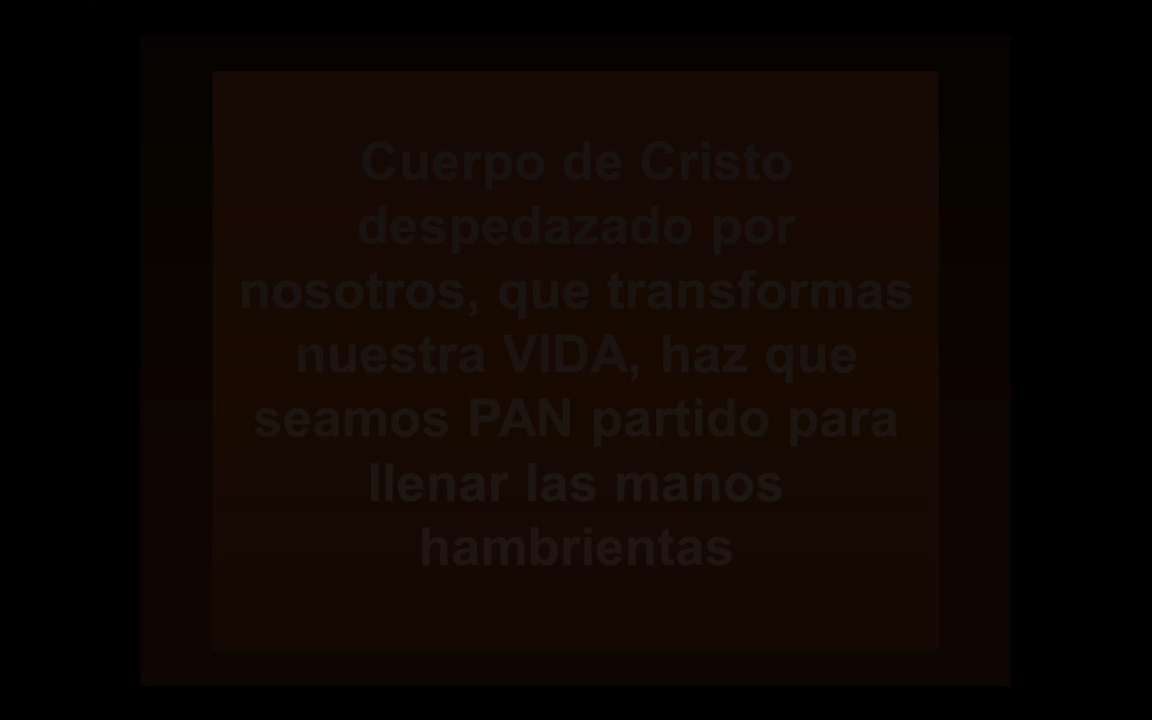 Cuerpo de Cristo
despedazado por
nosotros, que transformas
nuestra VIDA, haz que
seamos PAN partido para
llenar las manos
hambrientas